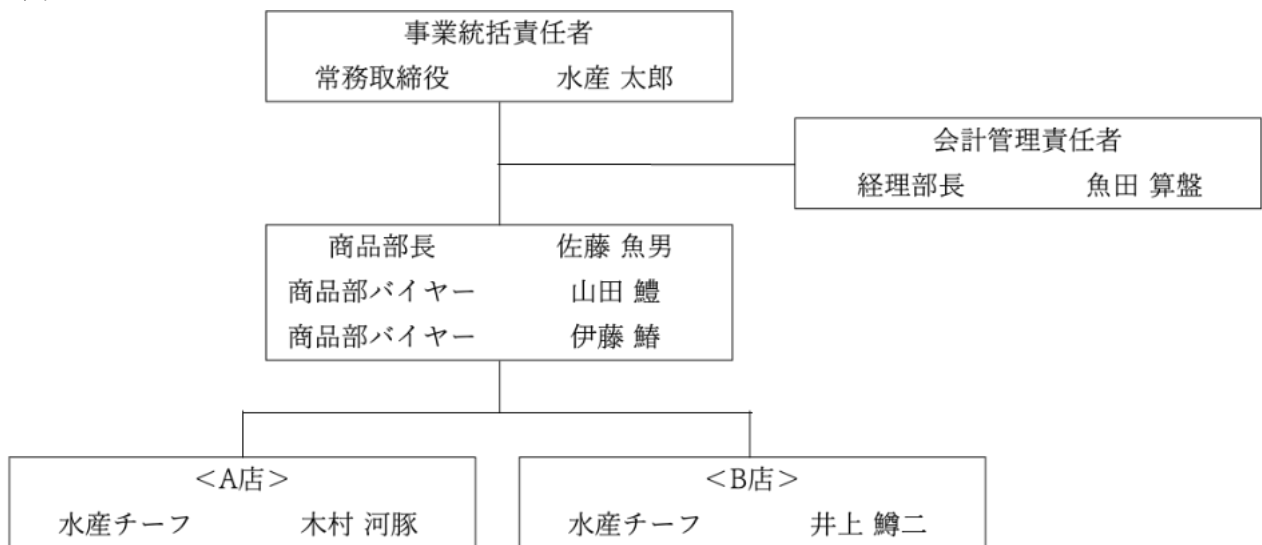 事業統括責任者
常務取締役 水産 太郎
会計管理責任者
経理部長 魚田 算盤
商品部長 佐藤 魚男
商品部バイヤー 山田 鱧
商品部バイヤー 伊藤 鰆
<A店>
水産チーフ 木村 河豚
<B店>
水産チーフ 井上 鱒二